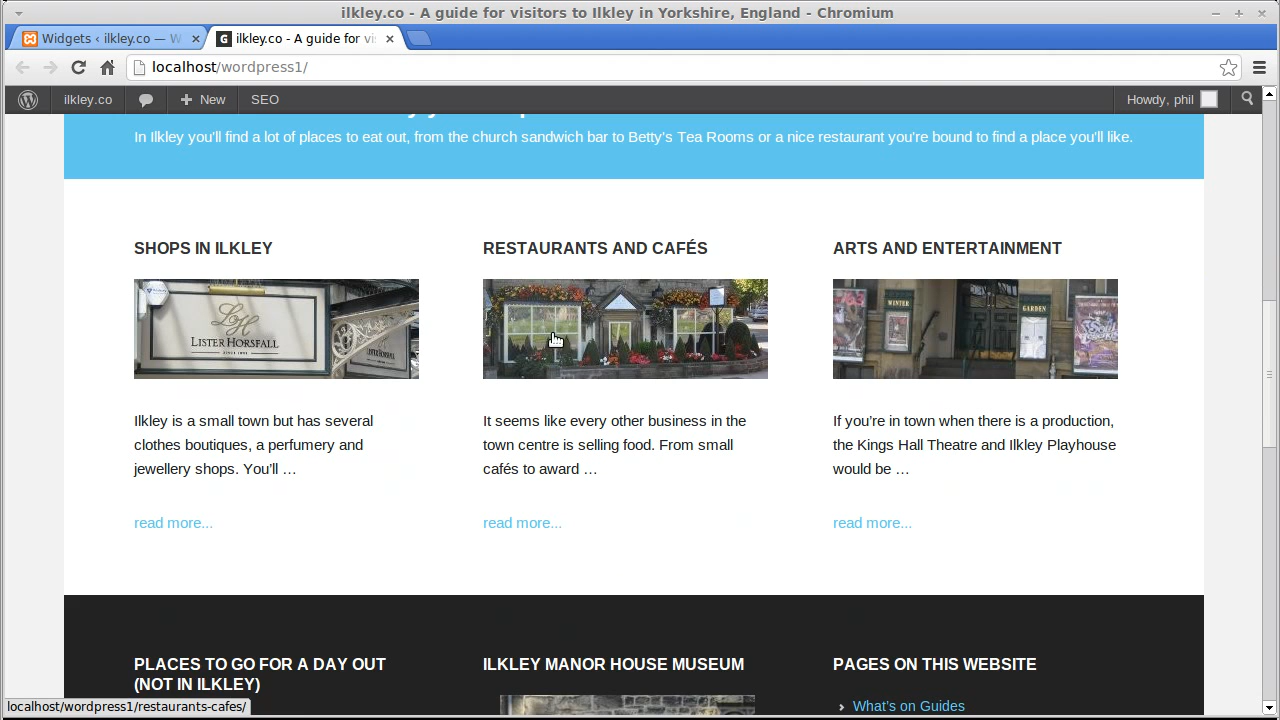 ilkley.co - A guide for visitors to Ilkley in Yorkshire, England - Chromium
Widgets ‹ ilkley.co — W
ilkley.co - A guide for vi
localhost/wordpress1/
ilkley.co
New
SEO
Howdy, phil
In Ilkley you'll find a lot of places to eat out, from the church sandwich bar to Betty's Tea Rooms or a nice restaurant you're bound to find a place you'll like.
SHOPS IN ILKLEY
RESTAURANTS AND CAFÉS
ARTS AND ENTERTAINMENT
LH
LISTER HORSFALL
WINTER
GARDEN
Ilkley is a small town but has several
clothes boutiques, a perfumery and
jewellery shops. You'll …
It seems like every other business in the
town centre is selling food. From small
cafés to award …
If you're in town when there is a production,
the Kings Hall Theatre and Ilkley Playhouse
would be …
read more...
read more...
read more...
PLACES TO GO FOR A DAY OUT
(NOT IN ILKLEY)
ILKLEY MANOR HOUSE MUSEUM
PAGES ON THIS WEBSITE
What's on Guides
localhost/wordpress1/restaurants-cafes/